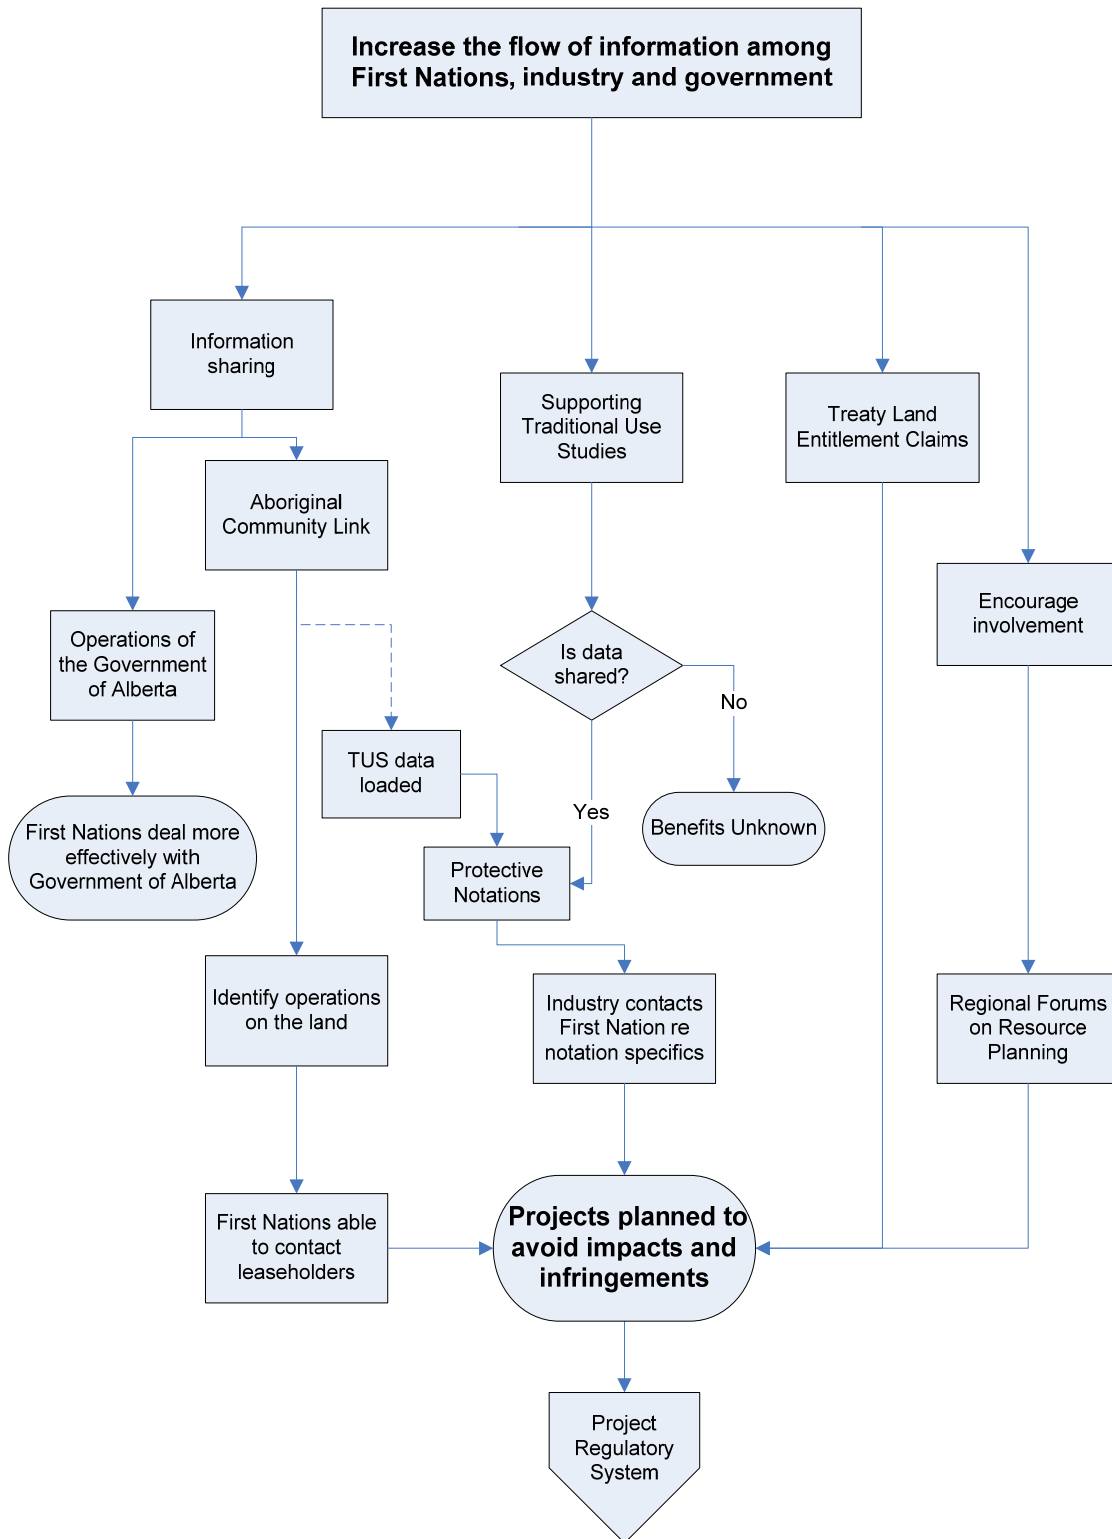 Increase the flow of information among
First Nations, industry and government
Information
sharing
Supporting
Traditional Use
Studies
Treaty Land
Entitlement Claims
Aboriginal
Community Link
Encourage
involvement
Operations of
the Government
of Alberta
Is data
shared?
No
TUS data
loaded
Yes
Benefits Unknown
First Nations deal more
effectively with
Government of Alberta
Protective
Notations
Identify operations
on the land
Industry contacts
First Nation re
notation specifics
Regional Forums
on Resource
Planning
First Nations able
to contact
leaseholders
Projects planned to
avoid impacts and
infringements
Project
Regulatory
System